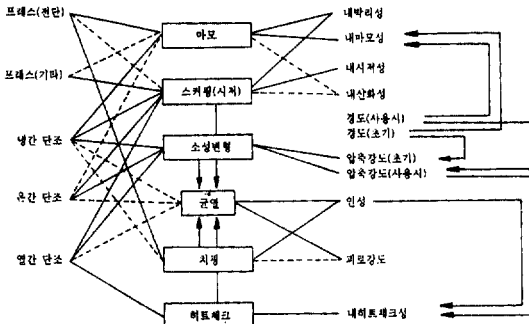 프레스(전단)
프레스(기타)
냉간 단조
온간 단조
열간 단조
마모
스커핑(시저)
소성변형
균열
치핑
히트체크
내박리성
내마모성
내시저성
내산화성
경도(사용시)
경도(초기)
압축강도(초기)
압축강도(사용시)
인성
피로강도
내히트체크성